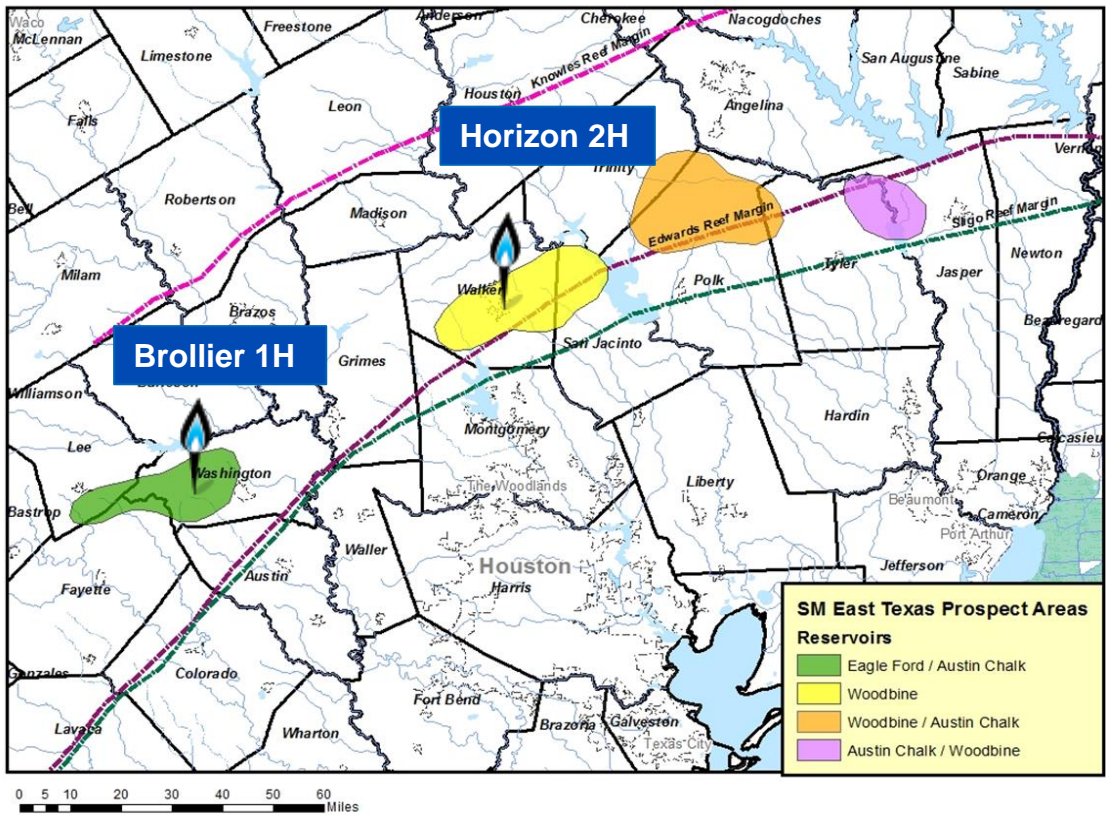 Waco
McLennan
Limestone
Freestone
Anderson
Cherokee
Nacogdoches
San Augustine
Sabine
Knowles Reef Margin
Houston
Leon
Falls
Angelina
Horizon 2H
Trinity
Vernon
Bell
Robertson
Madison
Edwards Reef Margin
Sligo Reef Margin
Milam
Walker
Polk
Tyler
Jasper
Newton
Brazos
Beauregard
Brollier 1H
Grimes
San Jacinto
Williamson
Hardin
Lee
Montgomery
Calcasieu
Washington
The Woodlands
Liberty
Orange
Beaumont
Bastrop
Cameron
Port Arthur
Waller
Houston
Jefferson
Fayette
Austin
Harris
Gonzales
Colorado
Fort Bend
Lavaca
Wharton
Brazoria
Galveston
Texas City
SM East Texas Prospect Areas
Reservoirs
Eagle Ford / Austin Chalk
Woodbine
Woodbine / Austin Chalk
Austin Chalk / Woodbine
0 5 10 20 30 40 50 60
Miles